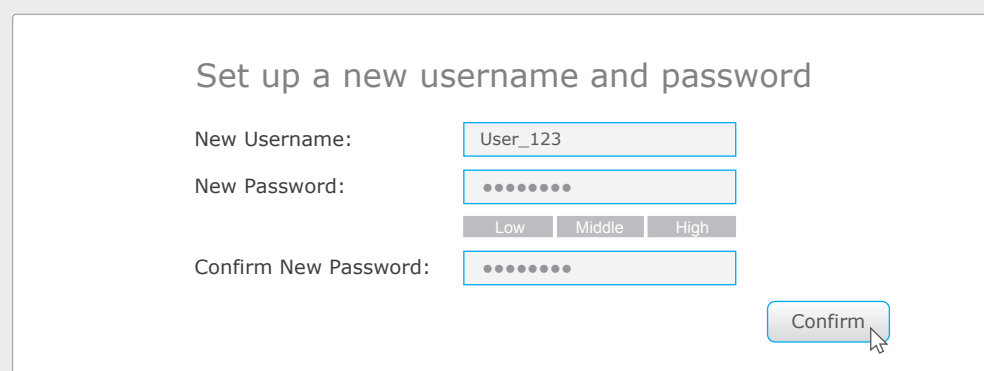 Set up a new username and password
New Username: User_123
New Password: ●●●●●●●●
Low Middle High
Confirm New Password: ●●●●●●●●
Confirm